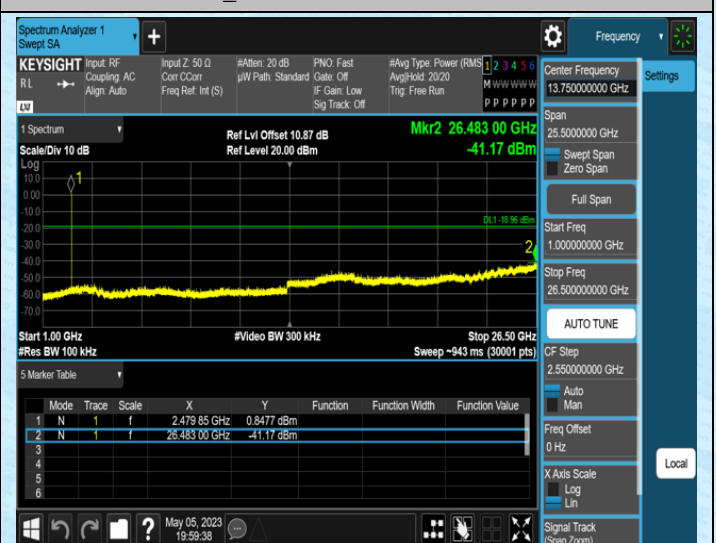 Spectrum Analyzer 1
Swept SA
Frequency
KEYSIGHT
RL
LXI
Input: RF
Coupling: AC
Align: Auto
Input Z: 50 Ω
Corr CCorr
Freq Ref: Int (S)
#Atten: 20 dB
µW Path: Standard
PNO: Fast
Gate: Off
IF Gain: Low
Sig Track: Off
#Avg Type: Power (RMS
Avg|Hold: 20/20
Trig: Free Run
1 2 3 4 5 6
M W W W W W
P P P P P P
1 Spectrum
Scale/Div 10 dB
Ref Lvl Offset 10.87 dB
Ref Level 20.00 dBm
Mkr2 26.483 00 GHz
-41.17 dBm
Log
10.0
0.00
-10.0
-20.0
-30.0
-40.0
-50.0
-60.0
-70.0
1
DL1 -18.96 dBm
2
Start 1.00 GHz
#Res BW 100 kHz
#Video BW 300 kHz
Stop 26.50 GHz
Sweep ~943 ms (30001 pts)
5 Marker Table
Mode Trace Scale X Y Function Function Width Function Value
1 N 1 f 2.479 85 GHz 0.8477 dBm
2 N 1 f 26.483 00 GHz -41.17 dBm
3
4
5
6
May 05, 2023
19:59:38
Center Frequency
13.75000000 GHz
Span
25.5000000 GHz
Swept Span
Zero Span
Full Span
Start Freq
1.000000000 GHz
Stop Freq
26.500000000 GHz
AUTO TUNE
CF Step
2.550000000 GHz
Auto
Man
Freq Offset
0 Hz
X Axis Scale
Log
Lin
Signal Track
(Span Zoom)
Settings
Local